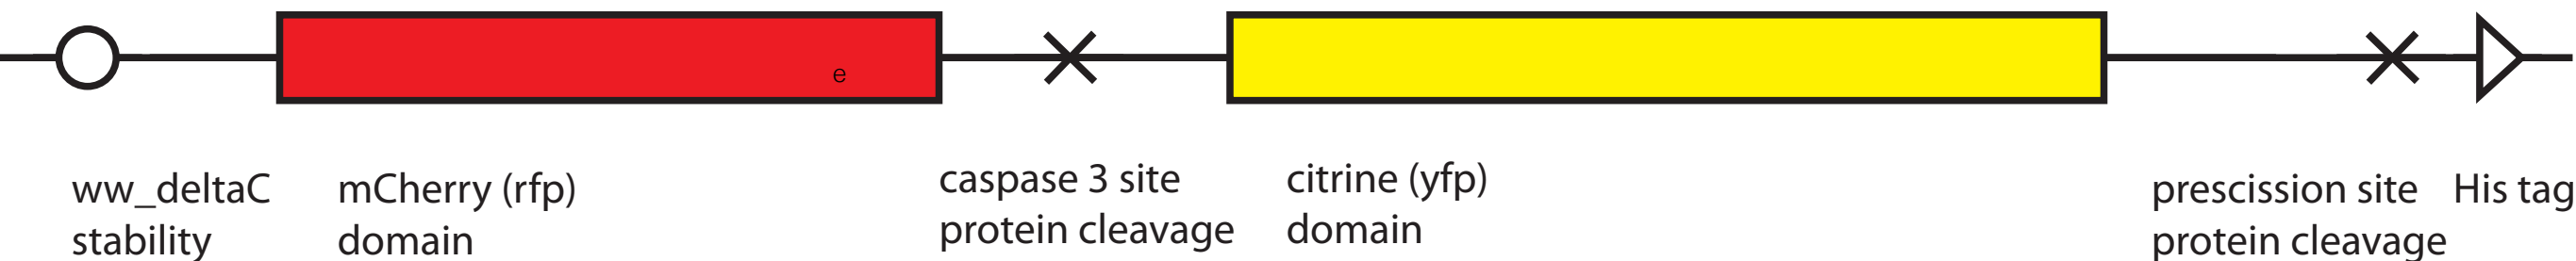 e
ww_deltaC
stability
mCherry (rfp)
domain
caspase 3 site
protein cleavage
citrine (yfp)
domain
prescission site
protein cleavage
His tag